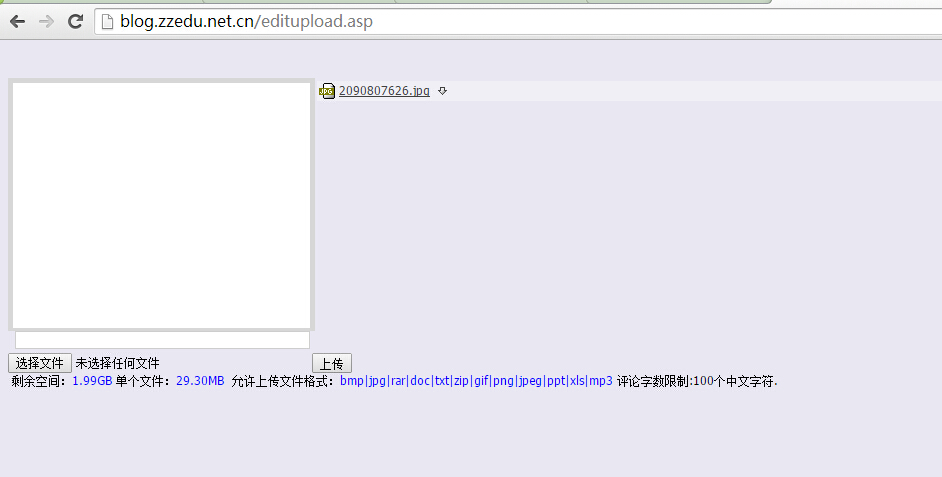 blog.zzedu.net.cn/editupload.asp
2090807626.jpg
选择文件 未选择任何文件 上传
剩余空间：1.99GB 单个文件：29.30MB 允许上传文件格式：bmp|jpg|rar|doc|txt|zip|gif|png|jpeg|ppt|xls|mp3 评论字数限制:100个中文字符.